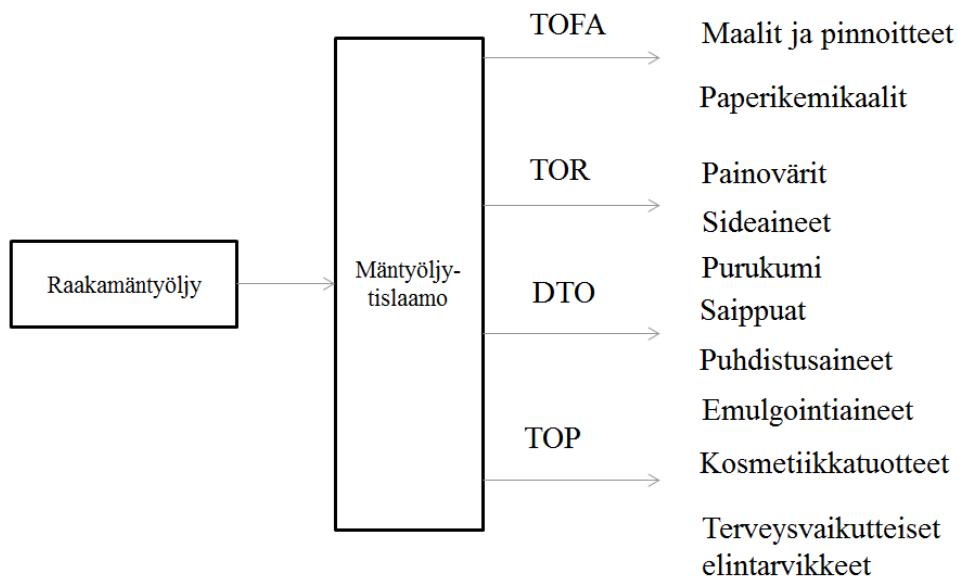 TOFA
Maalit ja pinnoitteet
Paperikemikaalit
TOR
Painovärit
Sideaineet
Raakamäntyöljy
Mäntyöljy-
tislaamo
DTO
Purukumi
Saippuat
Puhdistusaineet
TOP
Emulgointiaineet
Kosmetiikkatuotteet
Terveysvaikutteiset
elintarvikkeet